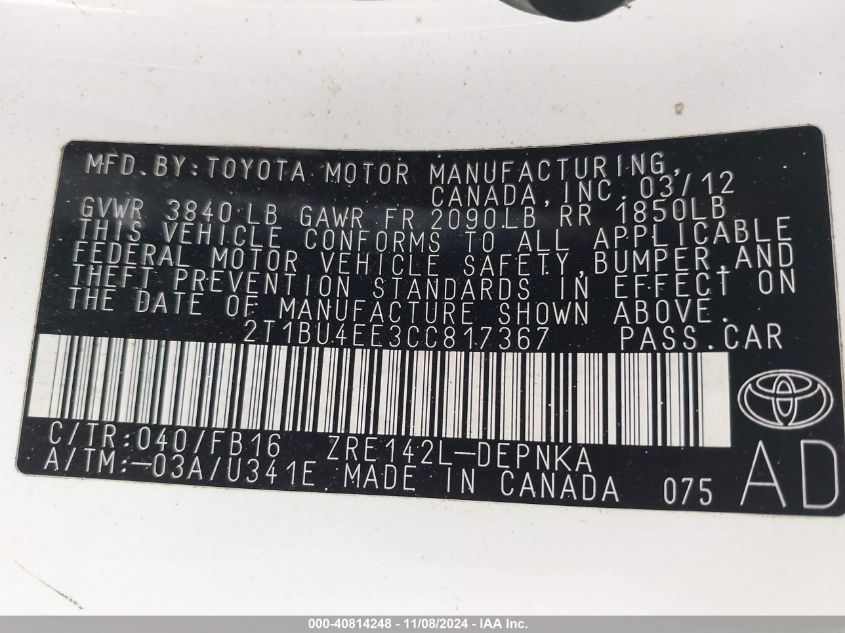 MFD.BY:TOYOTA MOTOR MANUFACTURING,
CANADA,INC. 03/12
GVWR 3840 LB GAWR FR 2090LB RR 1850LB
THIS VEHICLE CONFORMS TO ALL APPLICABLE
FEDERAL MOTOR VEHICLE SAFETY,BUMPER,AND
THEFT PREVENTION STANDARDS IN EFFECT ON
THE DATE OF MANUFACTURE SHOWN ABOVE.
2T1BU4EE3CC817367 PASS.CAR
C/TR:040/FB16 ZRE142L-DEPNKA
A/TM:-03A/U341E MADE IN CANADA 075 AD
000-40814248 - 11/08/2024 - IAA Inc.